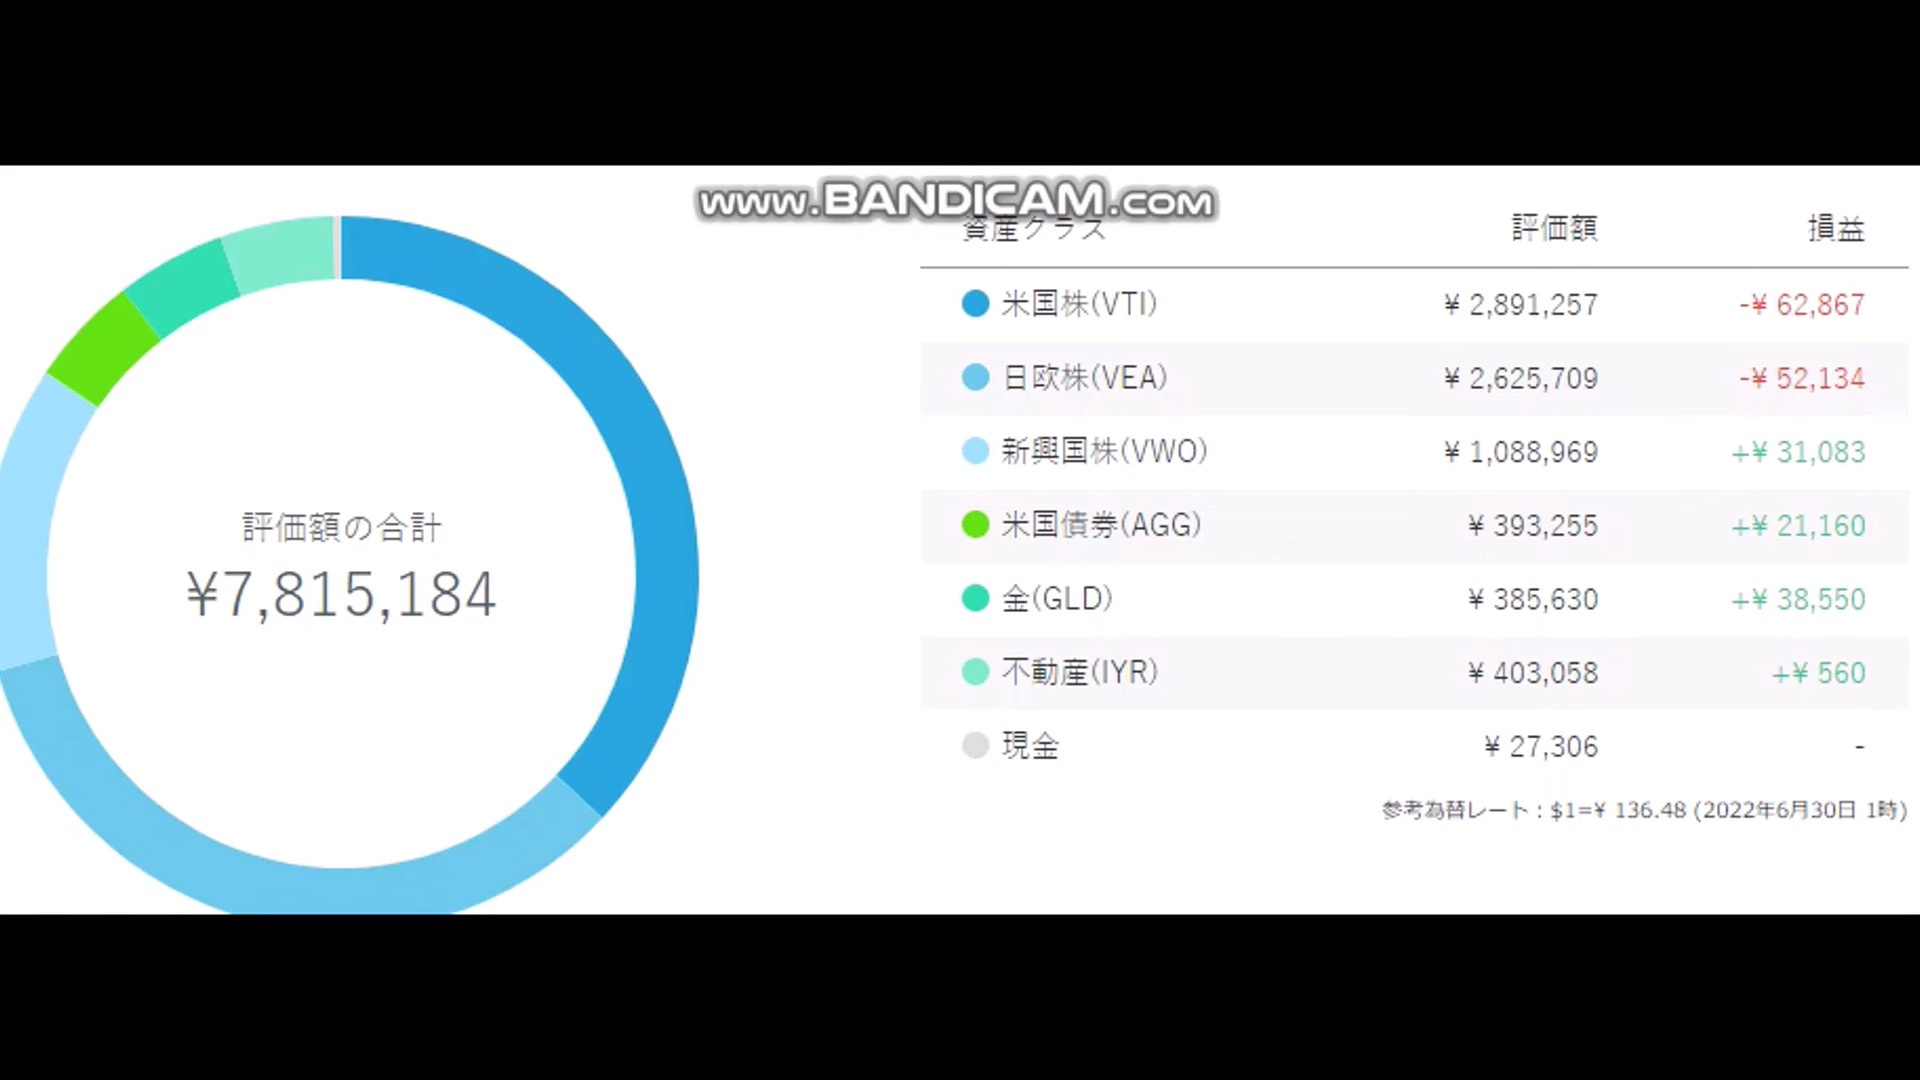 www.BANDICAM.com
評価額の合計
¥7,815,184
資産クラス 評価額 損益
米国株(VTI) ¥ 2,891,257 -¥ 62,867
日欧株(VEA) ¥ 2,625,709 -¥ 52,134
新興国株(VWO) ¥ 1,088,969 +¥ 31,083
米国債券(AGG) ¥ 393,255 +¥ 21,160
金(GLD) ¥ 385,630 +¥ 38,550
不動産(IYR) ¥ 403,058 +¥ 560
現金 ¥ 27,306 -
参考為替レート : $1=¥ 136.48 (2022年6月30日 1時)